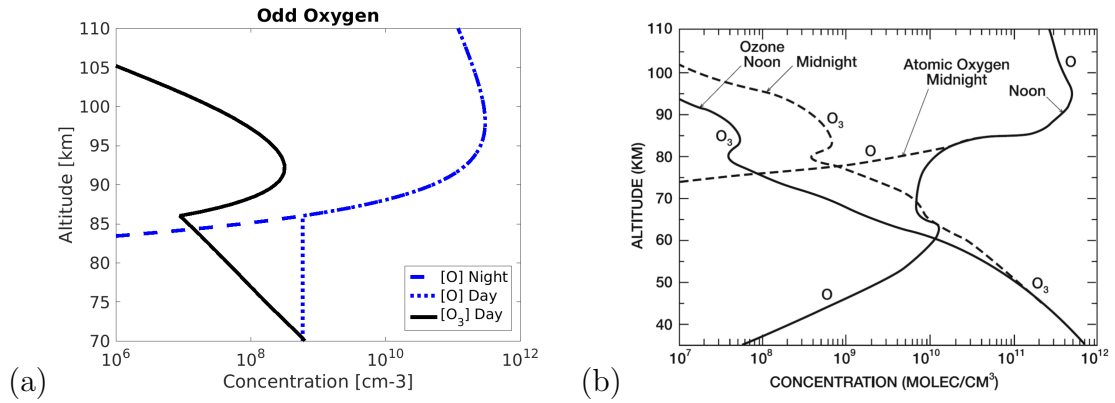 Odd Oxygen
110
105
100
95
90
85
80
75
70
Altitude [km]
10^6
10^8
10^10
10^12
Concentration [cm-3]
[O] Night
[O] Day
[O₃] Day
(a)
110
100
90
80
70
60
50
40
ALTITUDE (KM)
10^7
10^8
10^9
10^10
10^11
10^12
CONCENTRATION (MOLEC/CM³)
Ozone
Noon
Midnight
Atomic Oxygen
Midnight
Noon
O
O₃
O₃
O
O
O
O₃
(b)